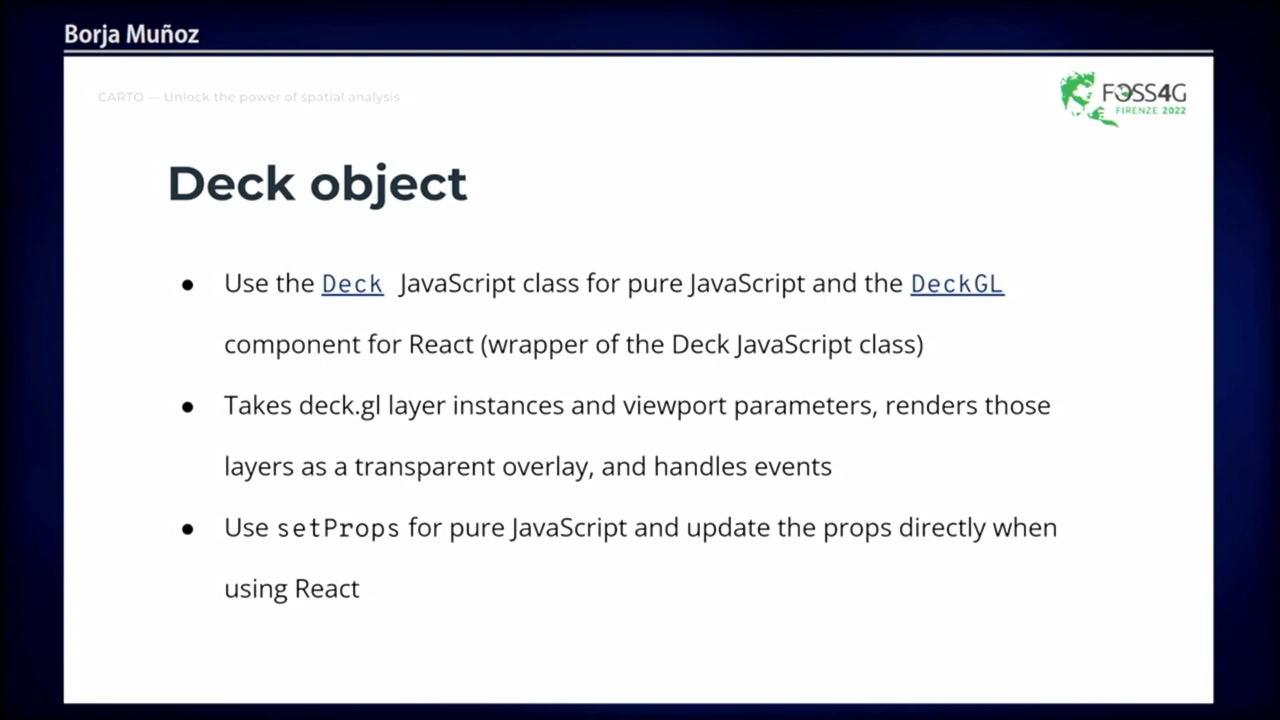 Borja Muñoz
CARTO — Unlock the power of spatial analysis
FOSS4G
FIRENZE 2022
Deck object
● Use the Deck JavaScript class for pure JavaScript and the DeckGL
component for React (wrapper of the Deck JavaScript class)
● Takes deck.gl layer instances and viewport parameters, renders those
layers as a transparent overlay, and handles events
● Use setProps for pure JavaScript and update the props directly when
using React